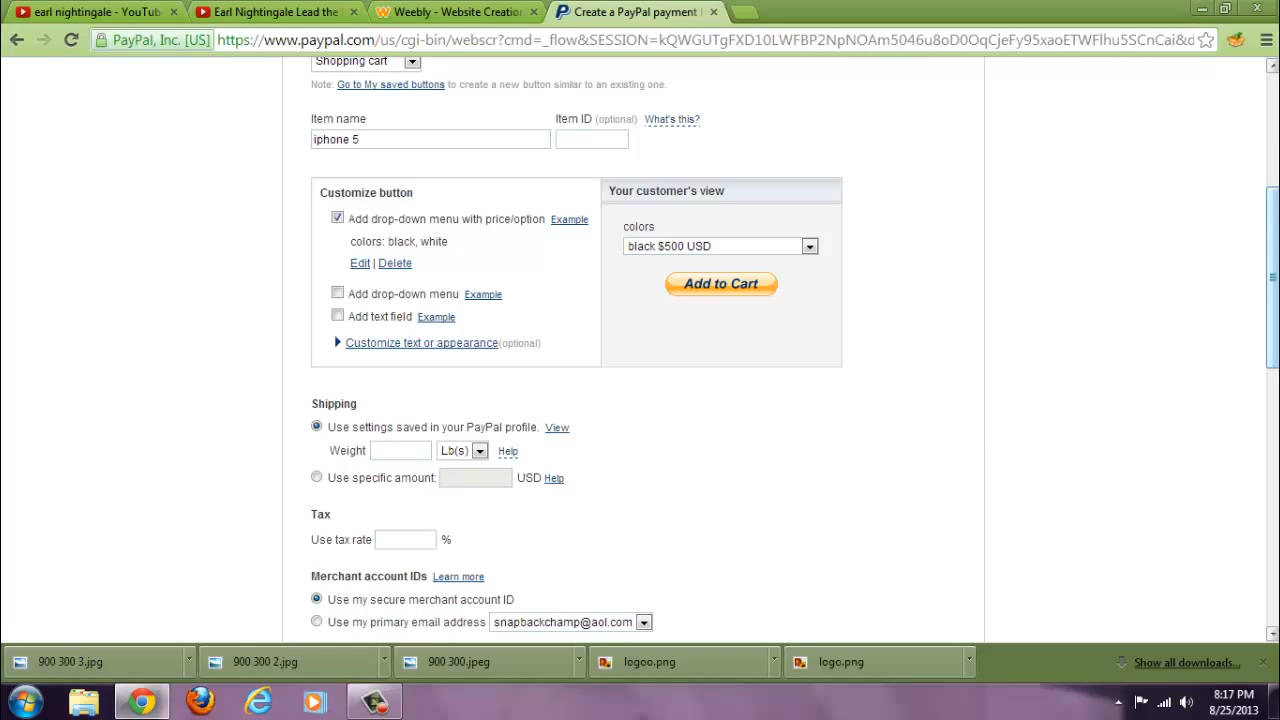 earl nightingale - YouTub
Earl Nightingale Lead the
Weebly - Website Creation
Create a PayPal payment
PayPal, Inc. [US]
https://www.paypal.com/us/cgi-bin/webscr?cmd=_flow&SESSION=kQWGUTgFXD10LWFBP2NpNOAm5046u8oD0OqCjeFy95xaoETWFlhu5SCnCai&d
Shopping cart
Note: Go to My saved buttons to create a new button similar to an existing one.
Item name
Item ID (optional) What's this?
iphone 5
Customize button
Your customer's view
Add drop-down menu with price/option Example
colors: black, white
Edit | Delete
colors
black $500 USD
Add to Cart
Add drop-down menu Example
Add text field Example
Customize text or appearance(optional)
Shipping
Use settings saved in your PayPal profile. View
Weight Lb(s) Help
Use specific amount: USD Help
Tax
Use tax rate %
Merchant account IDs Learn more
Use my secure merchant account ID
Use my primary email address snapbackchamp@aol.com
900 300 3.jpg
900 300 2.jpg
900 300.jpeg
logoo.png
logo.png
Show all downloads...
8:17 PM
8/25/2013